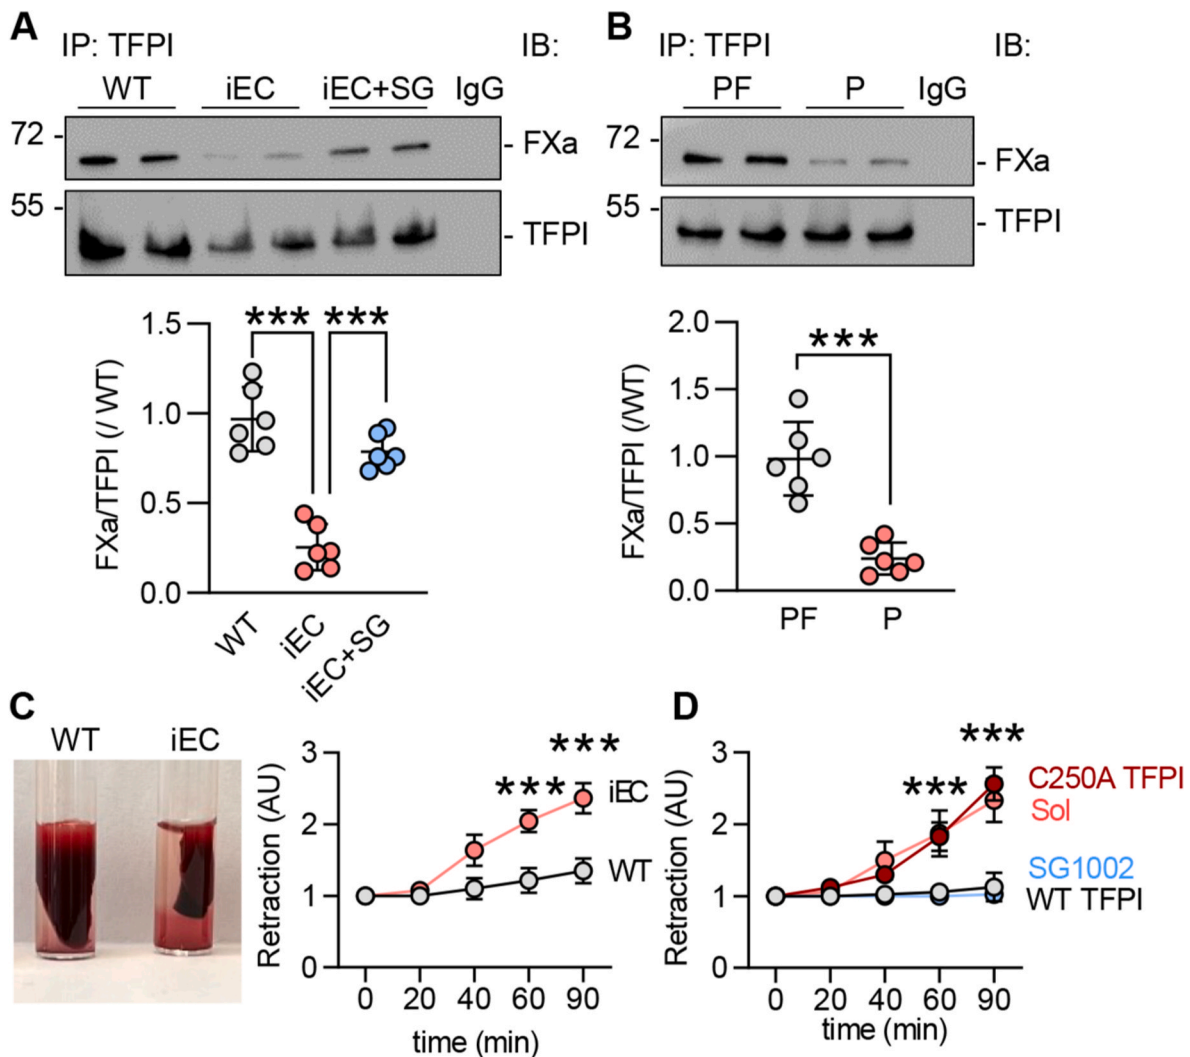 A
IP: TFPI IB:
WT iEC iEC+SG IgG
72 - - FXa
55 - - TFPI
*** ***
FXa/TFPI (/ WT)
1.5
1.0
0.5
0.0
WT iEC iEC+SG
B
IP: TFPI IB:
PF P IgG
72 - - FXa
55 - - TFPI
***
FXa/TFPI (/WT)
2.0
1.5
1.0
0.5
0.0
PF P
C
WT iEC
Retraction (AU)
3
2
1
0
*** ***
iEC
WT
0 20 40 60 90
time (min)
D
Retraction (AU)
3
2
1
0
*** ***
C250A TFPI
Sol
SG1002
WT TFPI
0 20 40 60 90
time (min)